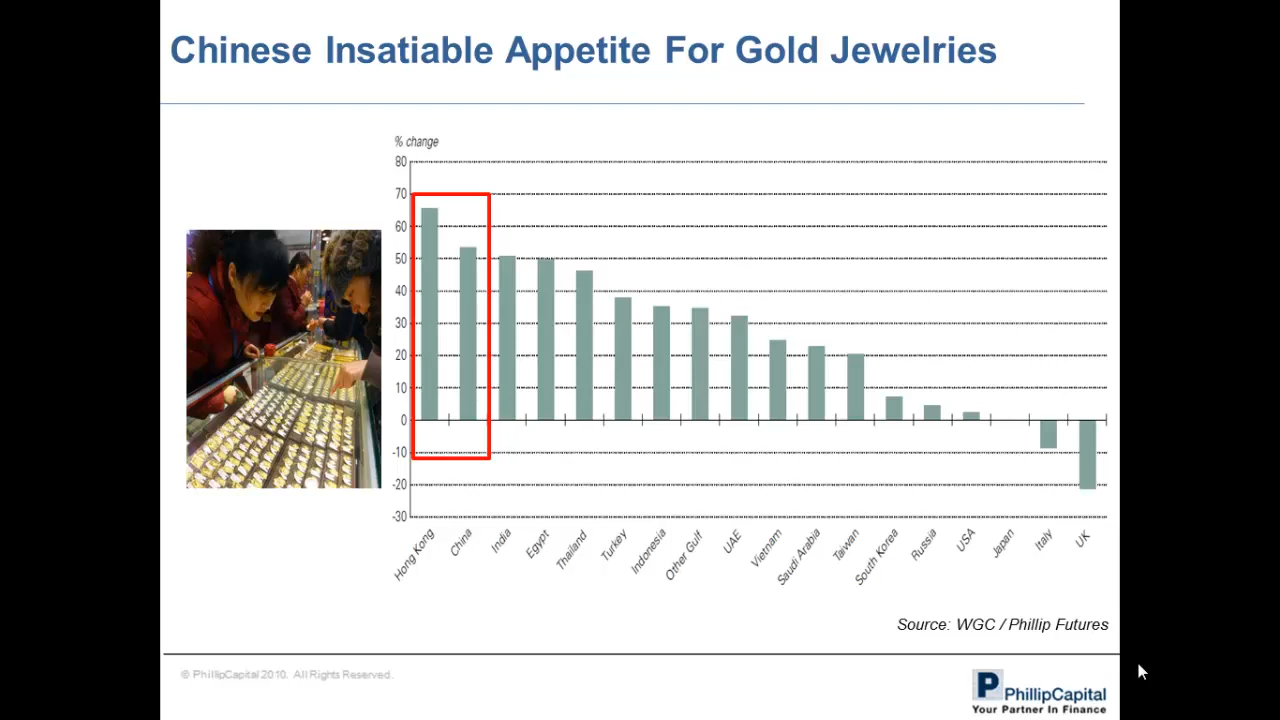 Chinese Insatiable Appetite For Gold Jewelries
% change
80
70
60
50
40
30
20
10
0
-10
-20
-30
Hong Kong
China
India
Egypt
Thailand
Turkey
Indonesia
Other Gulf
UAE
Vietnam
Saudi Arabia
Taiwan
South Korea
Russia
USA
Japan
Italy
UK
Source: WGC / Phillip Futures
© PhillipCapital 2010. All Rights Reserved.
P PhillipCapital
Your Partner In Finance